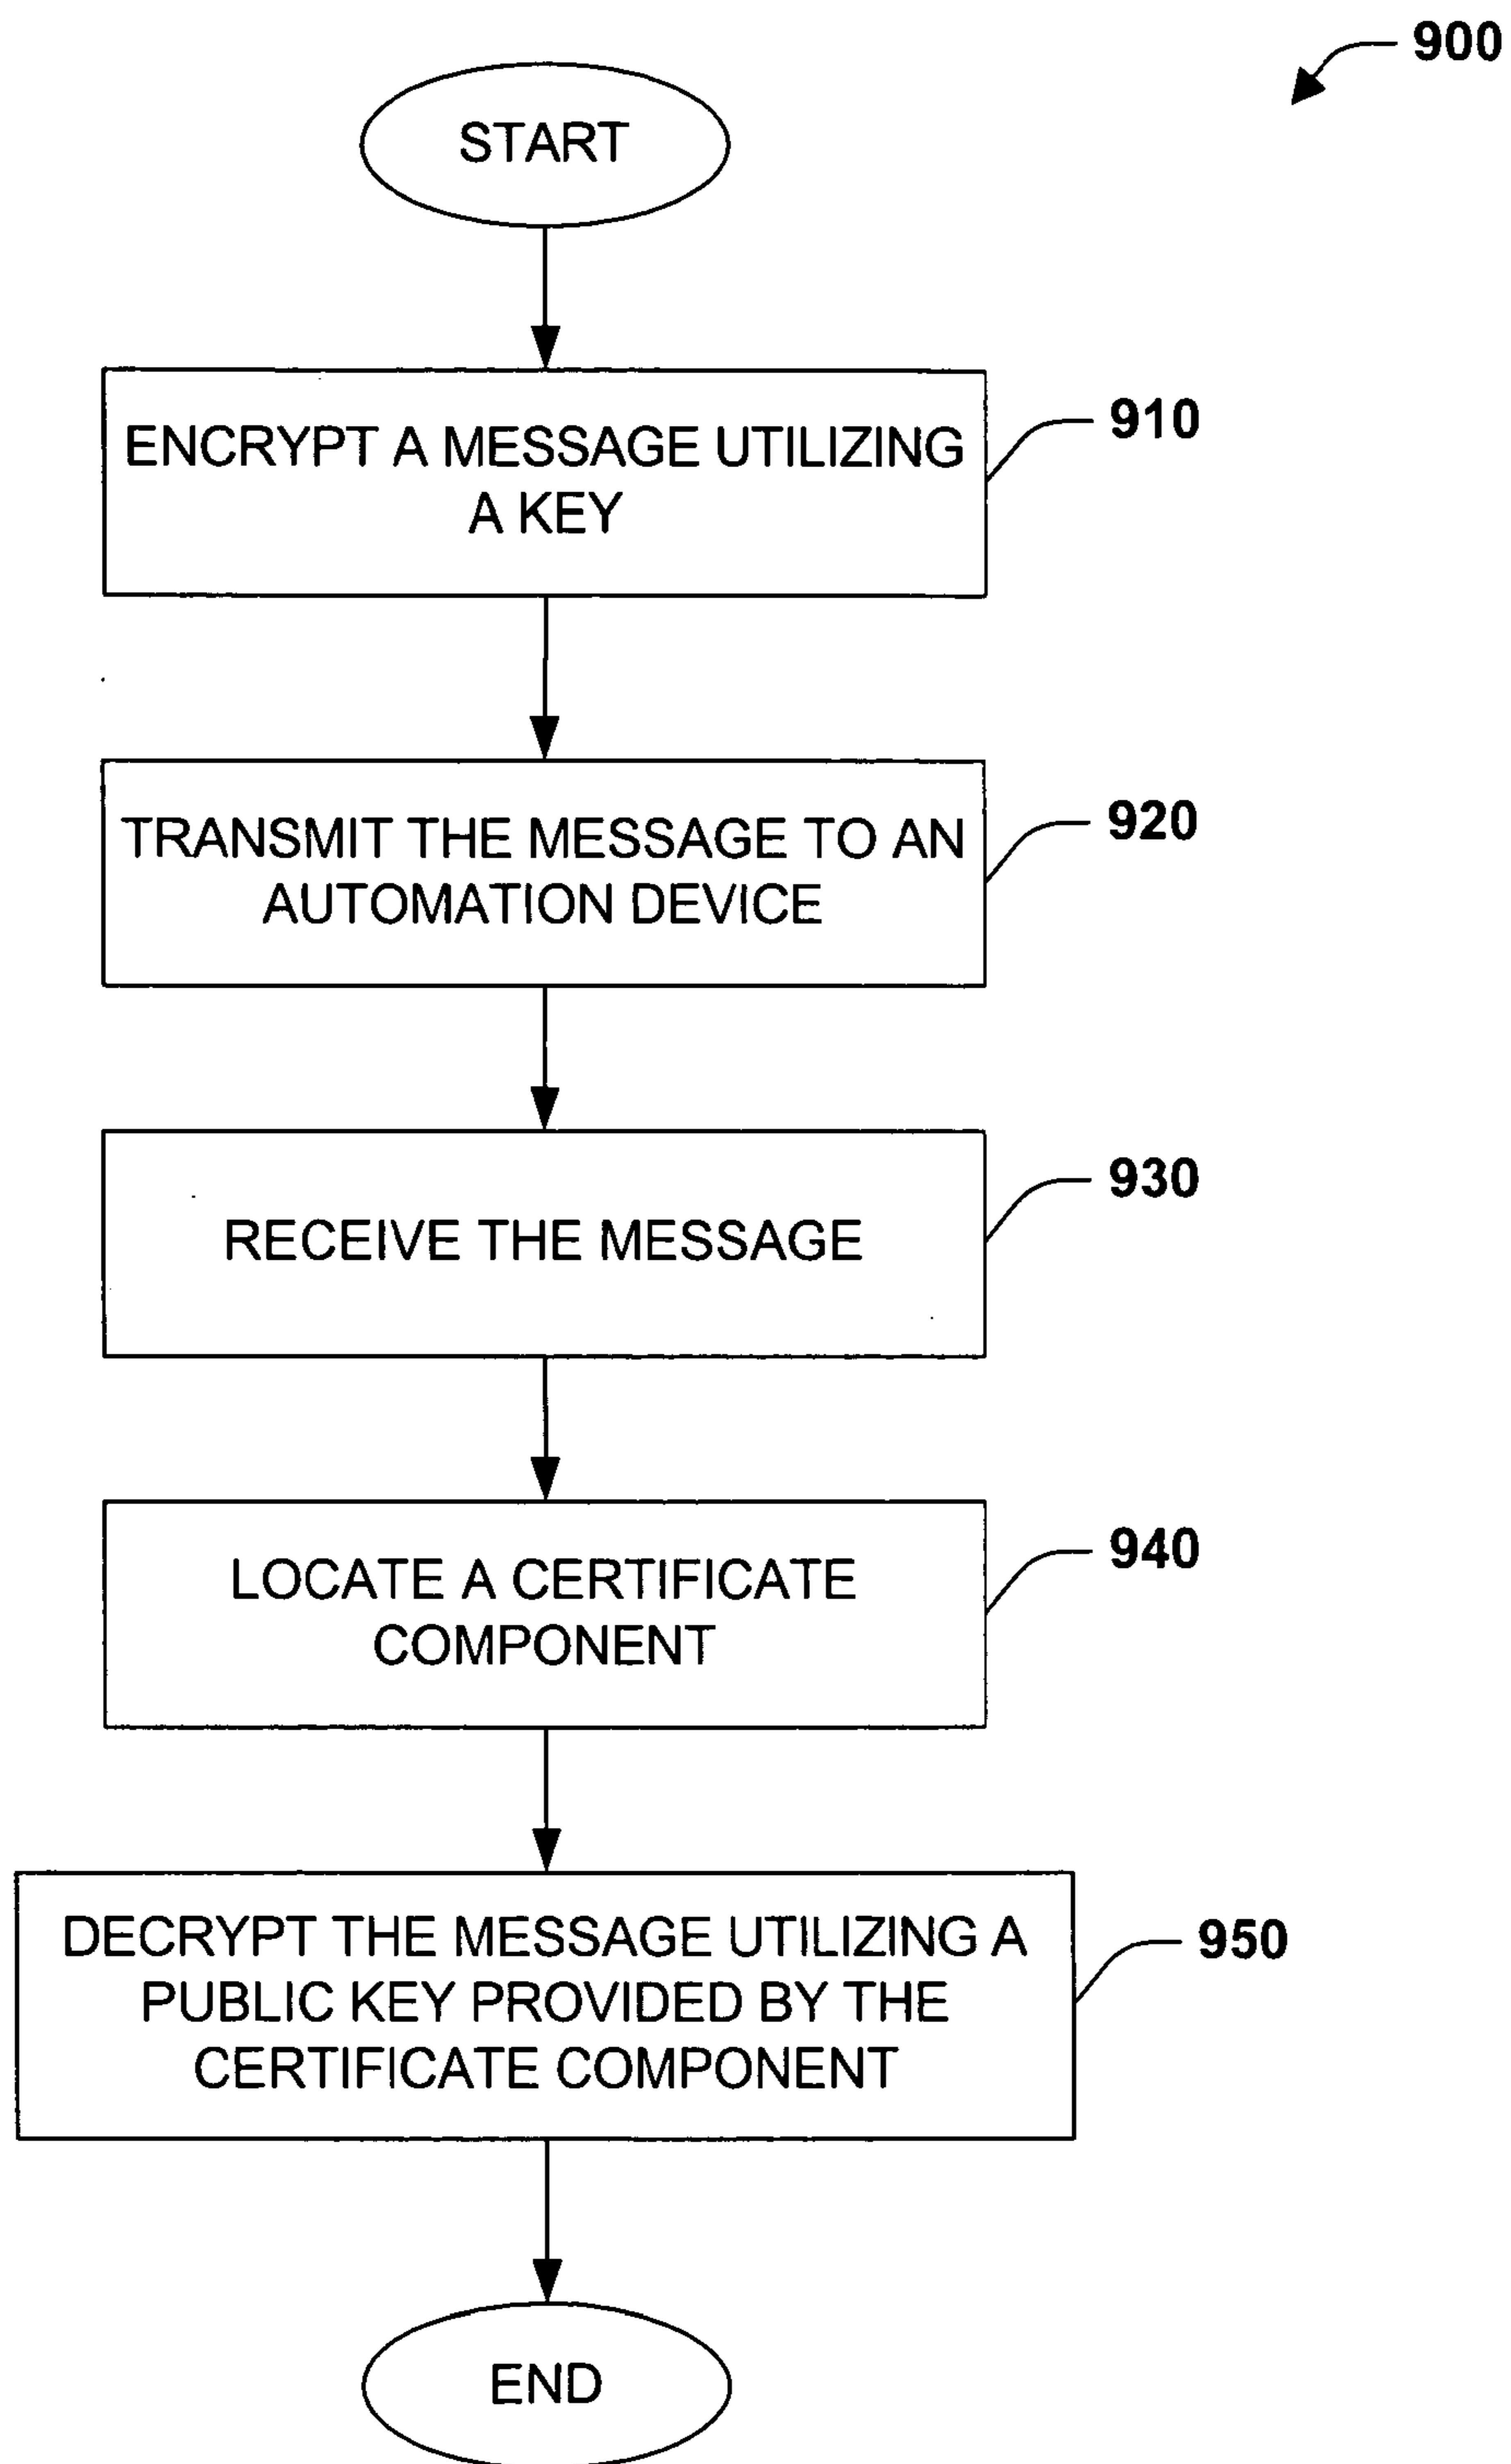 900
START
ENCRYPT A MESSAGE UTILIZING
A KEY
910
TRANSMIT THE MESSAGE TO AN
AUTOMATION DEVICE
920
RECEIVE THE MESSAGE
930
LOCATE A CERTIFICATE
COMPONENT
940
DECRYPT THE MESSAGE UTILIZING A
PUBLIC KEY PROVIDED BY THE
CERTIFICATE COMPONENT
950
END